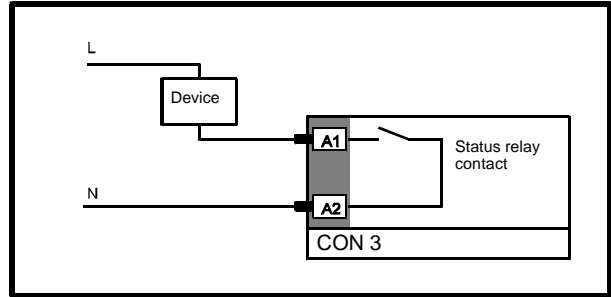 L
Device
A1
Status relay
contact
N
A2
CON 3